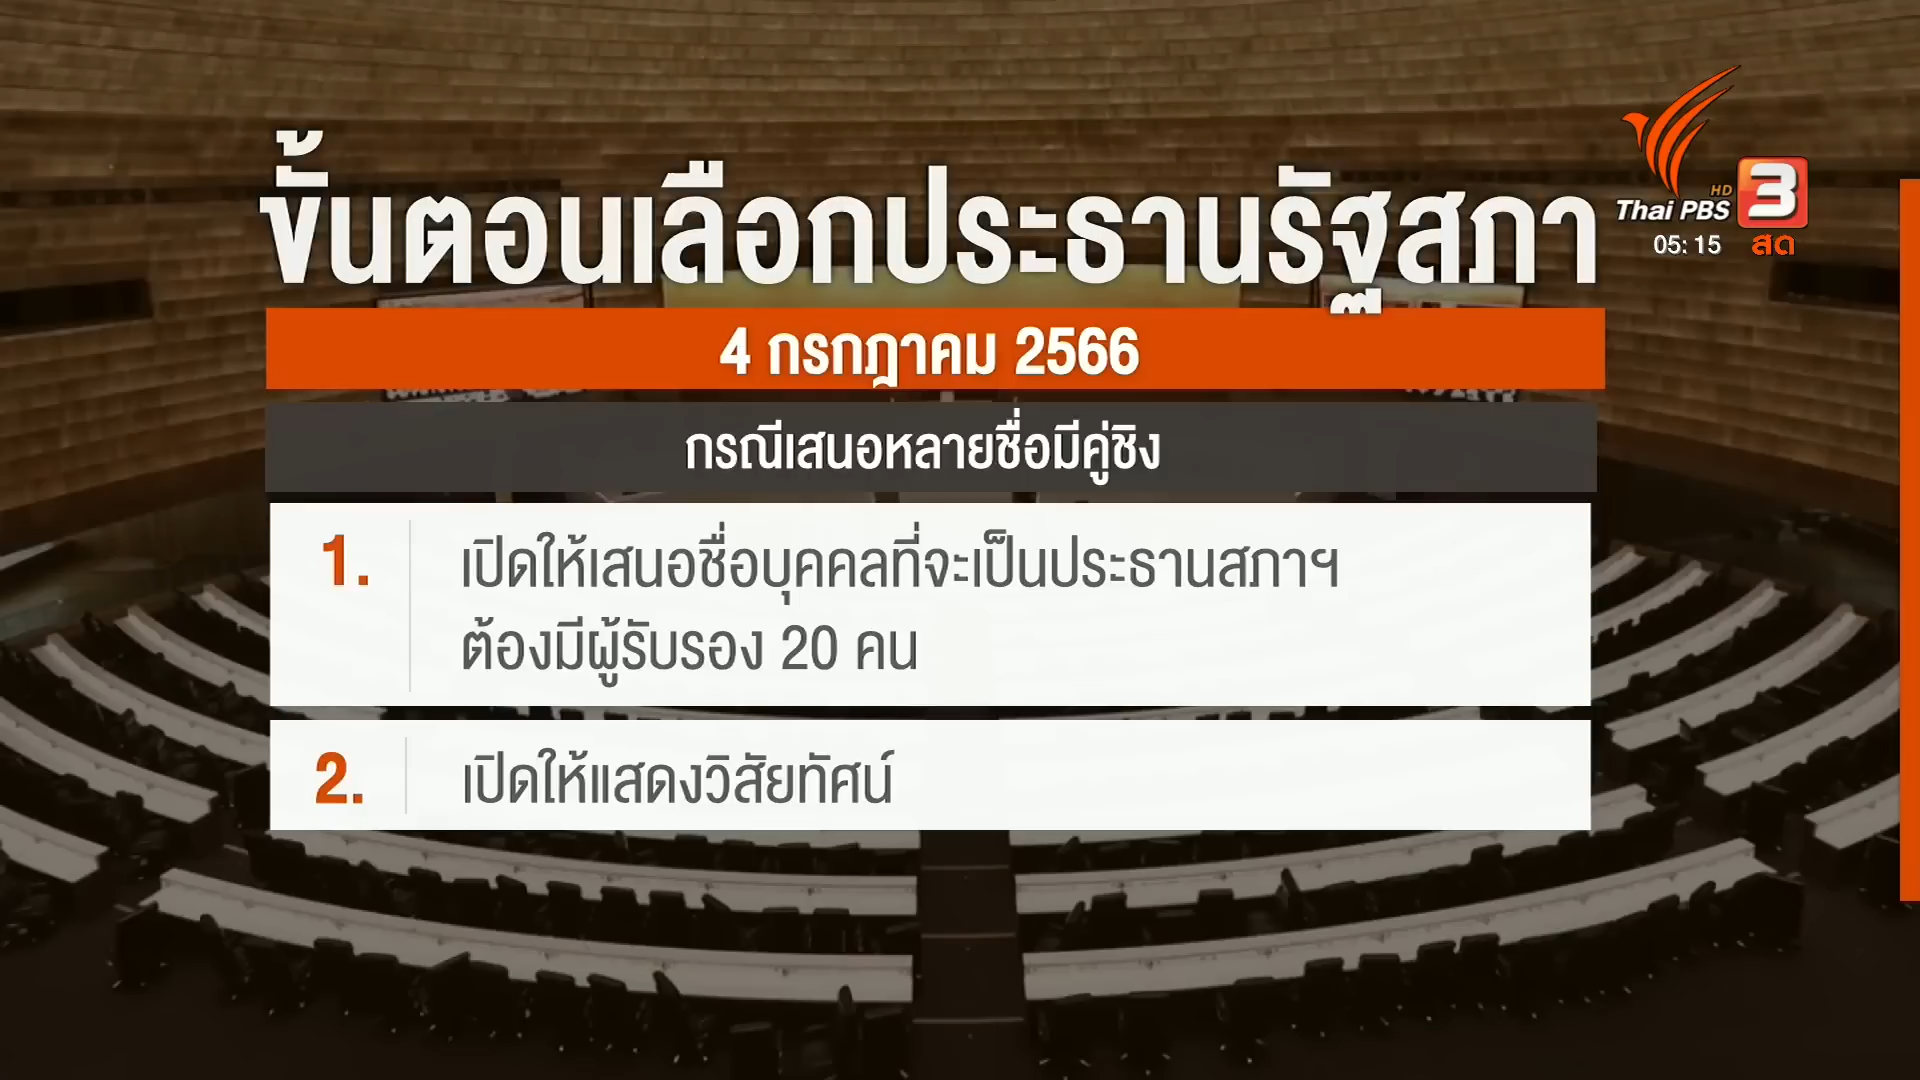 ขั้นตอนเลือกประธานรัฐสภา
Thai PBS HD 3
05: 15 สด
4 กรกฎาคม 2566
กรณีเสนอหลายชื่อมีคู่ชิง
1. เปิดให้เสนอชื่อบุคคลที่จะเป็นประธานสภาฯ
ต้องมีผู้รับรอง 20 คน
2. เปิดให้แสดงวิสัยทัศน์